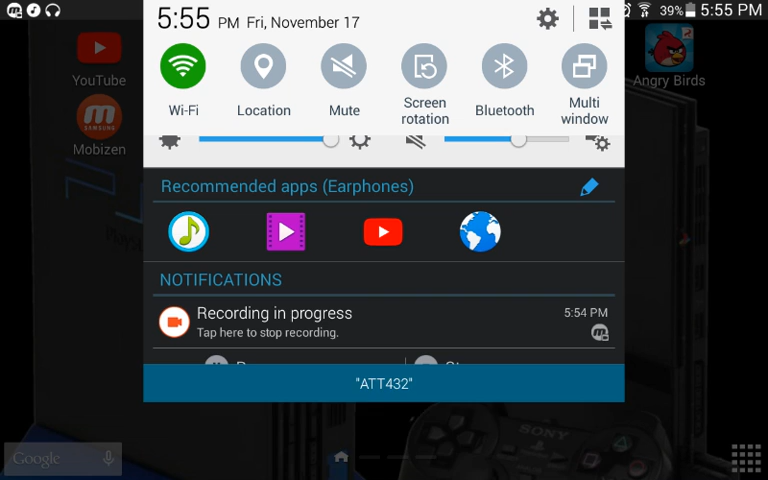 39% 5:55 PM
5:55 PM Fri, November 17
YouTube
Angry Birds
Wi-Fi
Location
Mute
Screen rotation
Bluetooth
Multi window
SAMSUNG
Mobizen
Recommended apps (Earphones)
NOTIFICATIONS
Recording in progress
5:54 PM
Tap here to stop recording.
"ATT432"
SONY
Google